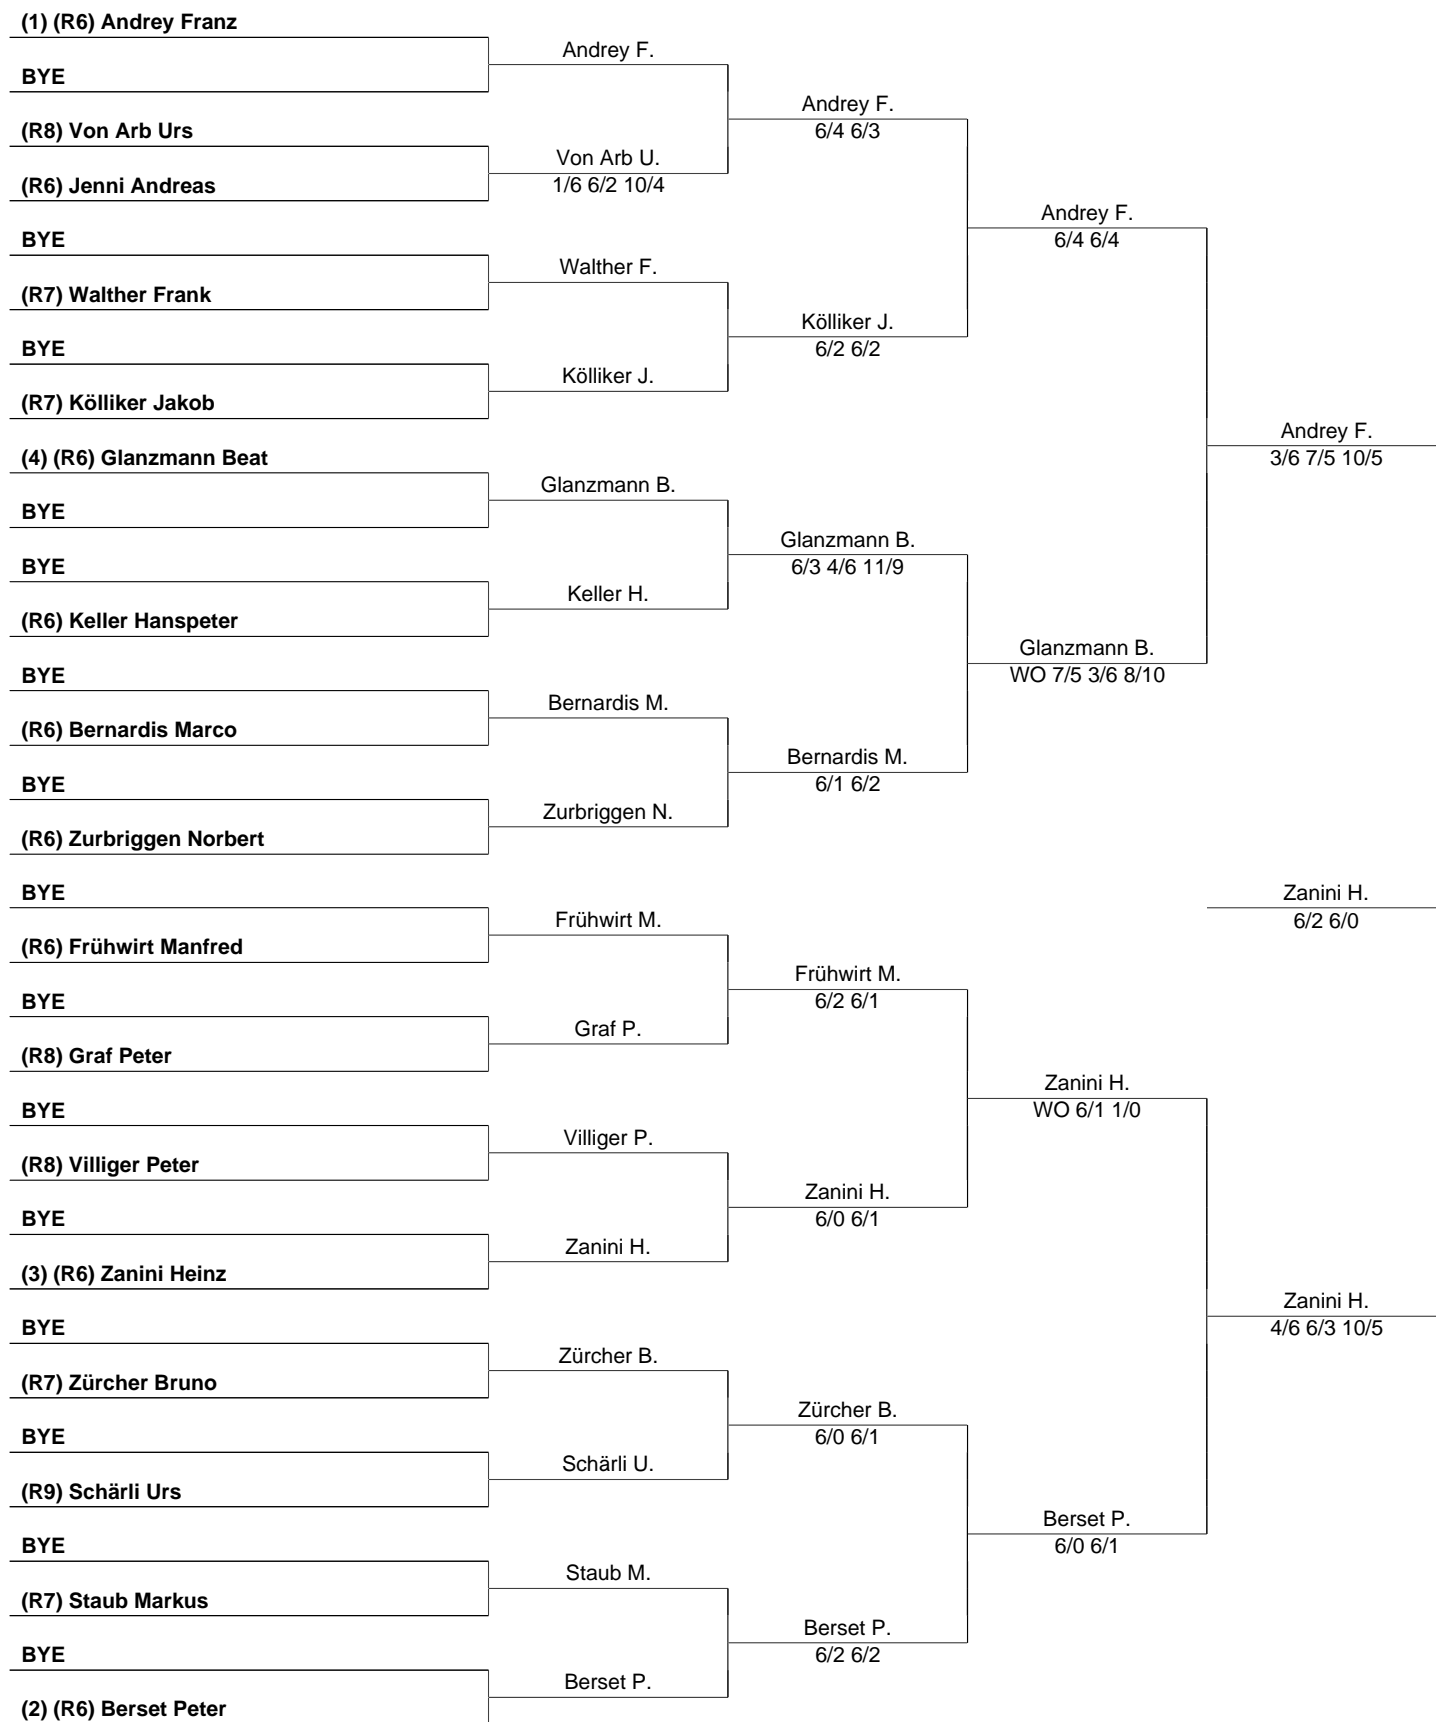 (1) (R6) Andrey Franz
Andrey F.
BYE
Andrey F.
6/4 6/3
(R8) Von Arb Urs
Von Arb U.
1/6 6/2 10/4
(R6) Jenni Andreas
Andrey F.
6/4 6/4
BYE
Walther F.
(R7) Walther Frank
Kölliker J.
6/2 6/2
BYE
Kölliker J.
(R7) Kölliker Jakob
Andrey F.
3/6 7/5 10/5
(4) (R6) Glanzmann Beat
Glanzmann B.
BYE
Glanzmann B.
6/3 4/6 11/9
BYE
Keller H.
(R6) Keller Hanspeter
Glanzmann B.
WO 7/5 3/6 8/10
BYE
Bernardis M.
(R6) Bernardis Marco
Bernardis M.
6/1 6/2
BYE
Zurbriggen N.
(R6) Zurbriggen Norbert
BYE
Zanini H.
6/2 6/0
Frühwirt M.
(R6) Frühwirt Manfred
Frühwirt M.
6/2 6/1
BYE
Graf P.
(R8) Graf Peter
Zanini H.
WO 6/1 1/0
BYE
Villiger P.
(R8) Villiger Peter
Zanini H.
6/0 6/1
BYE
Zanini H.
(3) (R6) Zanini Heinz
Zanini H.
4/6 6/3 10/5
BYE
Zürcher B.
(R7) Zürcher Bruno
Zürcher B.
6/0 6/1
BYE
Schärli U.
(R9) Schärli Urs
Berset P.
6/0 6/1
BYE
Staub M.
(R7) Staub Markus
Berset P.
6/2 6/2
BYE
Berset P.
(2) (R6) Berset Peter